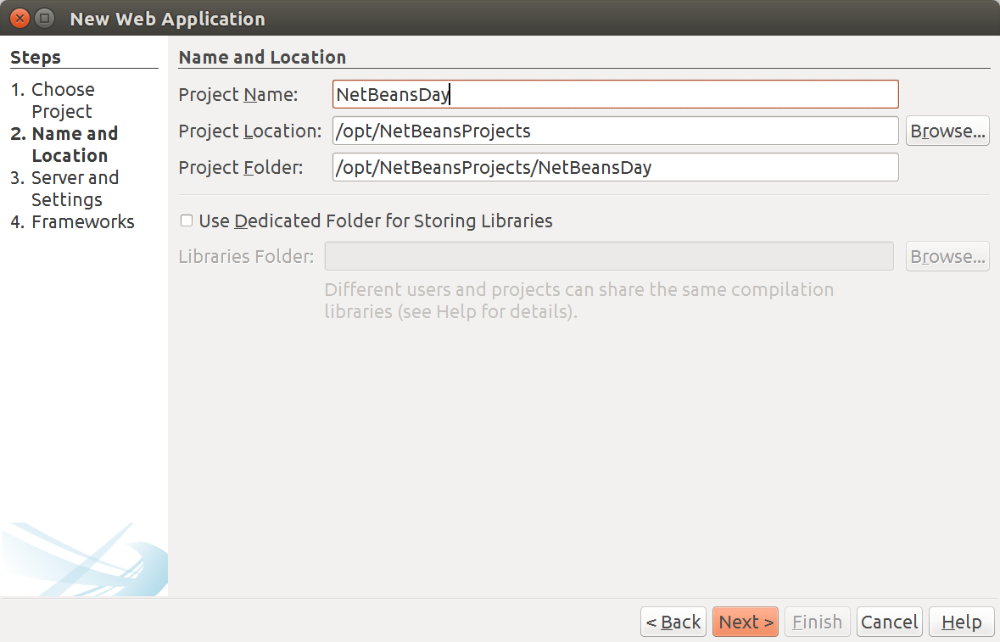 New Web Application
Steps
1. Choose
Project
2. Name and
Location
3. Server and
Settings
4. Frameworks
Name and Location
Project Name: NetBeansDay
Project Location: /opt/NetBeansProjects Browse...
Project Folder: /opt/NetBeansProjects/NetBeansDay
Use Dedicated Folder for Storing Libraries
Libraries Folder: Browse...
Different users and projects can share the same compilation
libraries (see Help for details).
< Back Next > Finish Cancel Help